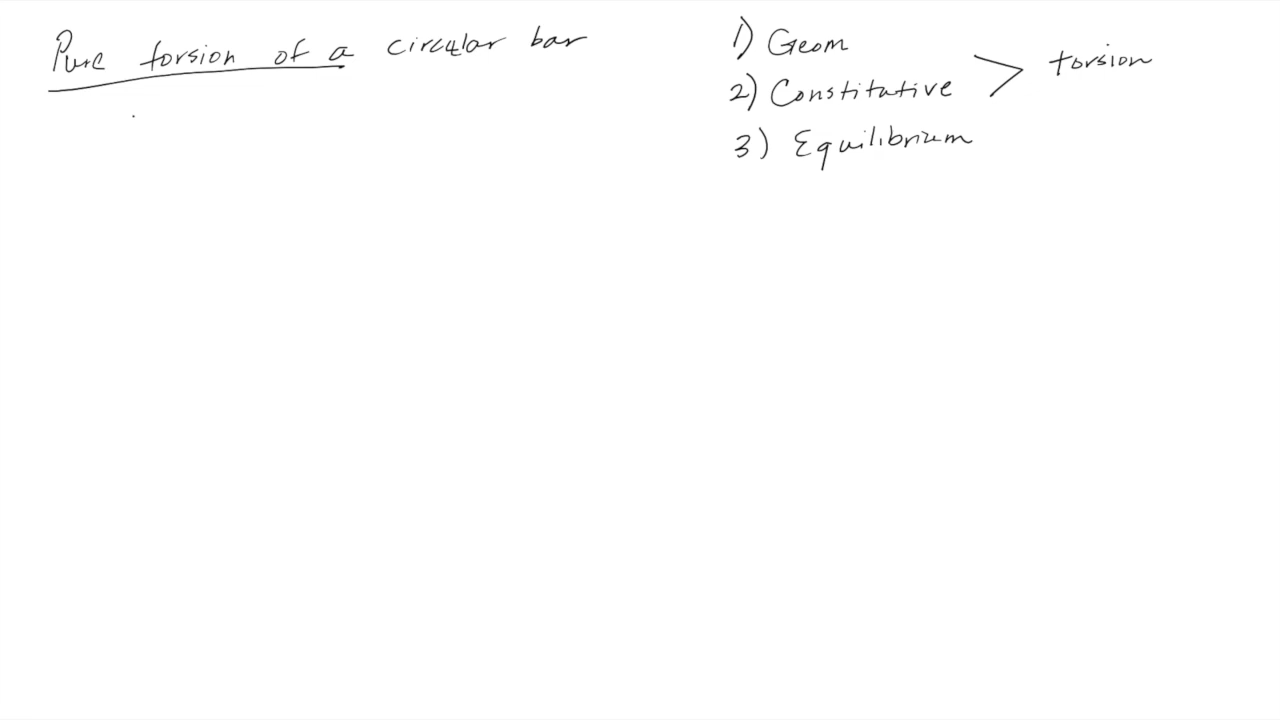 Pure torsion of a circular bar
1) Geom
2) Constitutive > torsion
3) Equilibrium